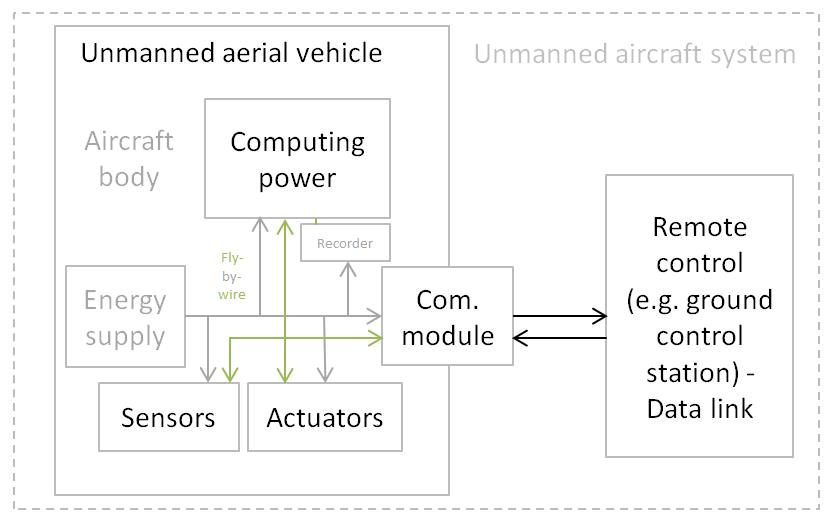 Unmanned aerial vehicle
Unmanned aircraft system
Aircraft
body
Computing
power
Recorder
Fly-
by-
wire
Energy
supply
Com.
module
Sensors
Actuators
Remote
control
(e.g. ground
control
station) -
Data link